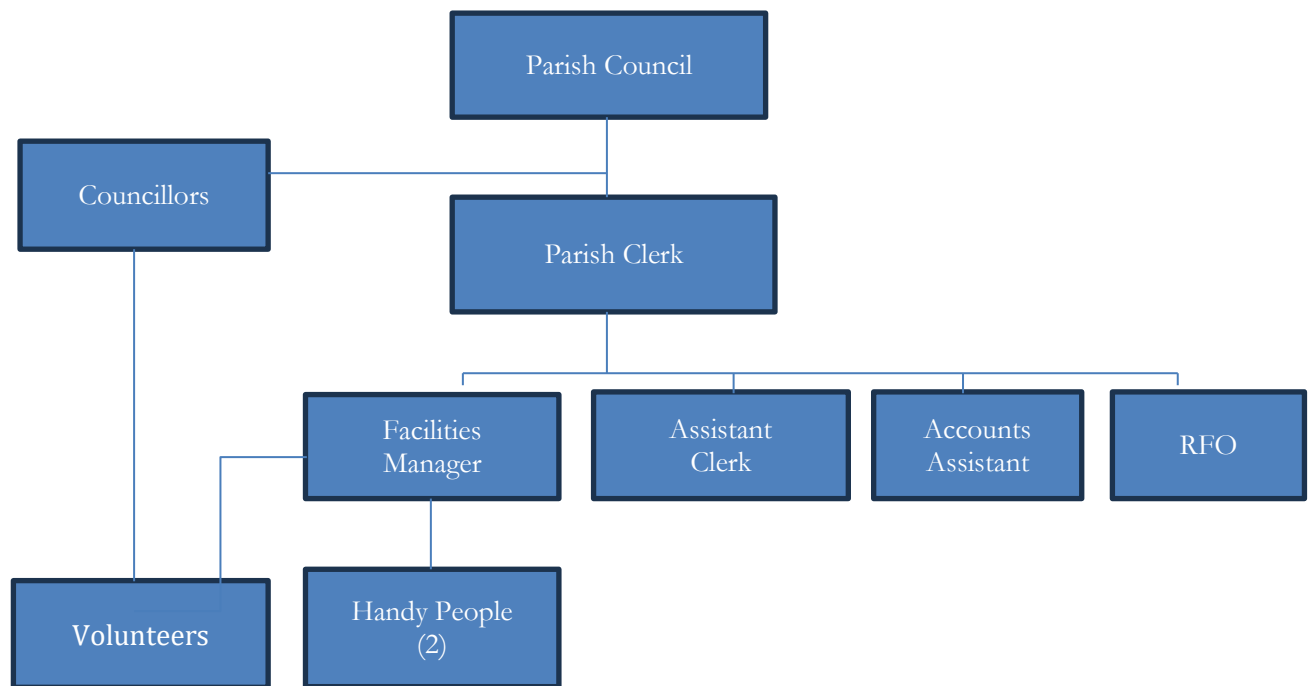 Parish Council
Councillors
Parish Clerk
Facilities
Manager
Assistant
Clerk
Accounts
Assistant
RFO
Volunteers
Handy People
(2)